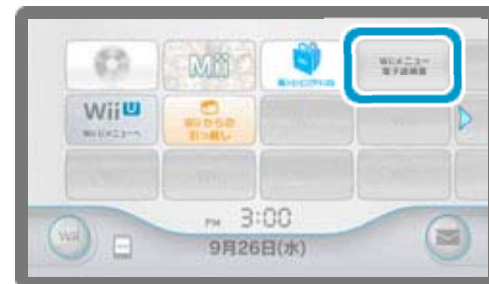 Mii
Wiiメニュー
電子説明書
Wii U
Wii Uメニューへ
Wiiからの
引っ越し
PM 3:00
9月26日(水)
Wii